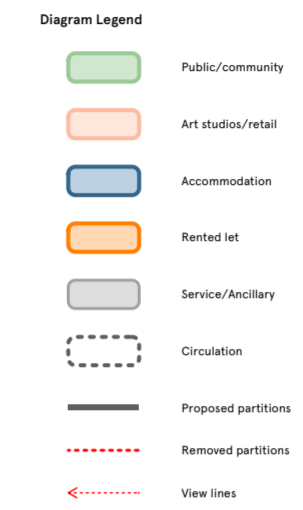 Diagram Legend
Public/community
Art studios/retail
Accommodation
Rented let
Service/Ancillary
Circulation
Proposed partitions
Removed partitions
View lines